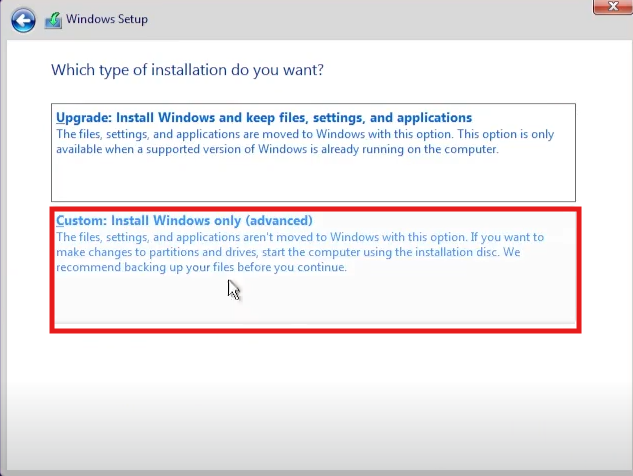 Windows Setup
Which type of installation do you want?
Upgrade: Install Windows and keep files, settings, and applications
The files, settings, and applications are moved to Windows with this option. This option is only
available when a supported version of Windows is already running on the computer.
Custom: Install Windows only (advanced)
The files, settings, and applications aren't moved to Windows with this option. If you want to
make changes to partitions and drives, start the computer using the installation disc. We
recommend backing up your files before you continue.